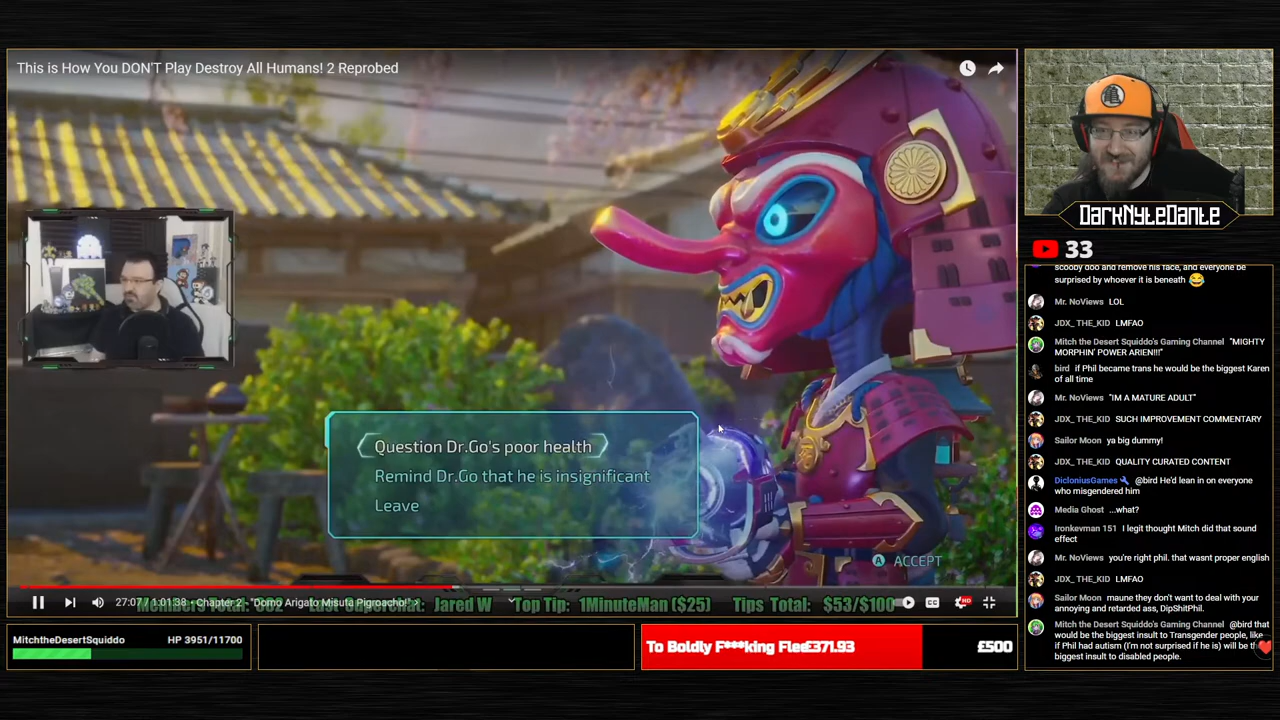 This is How You DON'T Play Destroy All Humans! 2 Reprobed
Question Dr.Go's poor health
Remind Dr.Go that he is insignificant
Leave
A ACCEPT
27:07 / 1:01:38 • Chapter 2 - "Domo Arigato Misuta Pigroacho!" >
Jared W
Top Tip: 1MinuteMan ($25)
Tips Total: $53/$100
HD
MitchtheDesertSquiddo
HP 3951/11700
To Boldly F***king Flee£371.93
£500
DarkNyteDante
33
scooby doo and remove his face, and everyone be
surprised by whoever it is beneath 😂
Mr. NoViews LOL
JDX_ THE_KID LMFAO
Mitch the Desert Squiddo's Gaming Channel "MIGHTY
MORPHIN' POWER ARIEN!!!"
bird if Phil became trans he would be the biggest Karen
of all time
Mr. NoViews "IM A MATURE ADULT"
JDX_ THE_KID SUCH IMPROVEMENT COMMENTARY
Sailor Moon ya big dummy!
JDX_ THE_KID QUALITY CURATED CONTENT
DicloniusGames @bird He'd lean in on everyone
who misgendered him
Media Ghost ...what?
Ironkevman 151 I legit thought Mitch did that sound
effect
Mr. NoViews you're right phil. that wasnt proper english
JDX_ THE_KID LMFAO
Sailor Moon maune they don't want to deal with your
annoying and retarded ass, DipShitPhil.
Mitch the Desert Squiddo's Gaming Channel @bird that
would be the biggest insult to Transgender people, like
if Phil had autism (I'm not surprised if he is) will be the
biggest insult to disabled people.